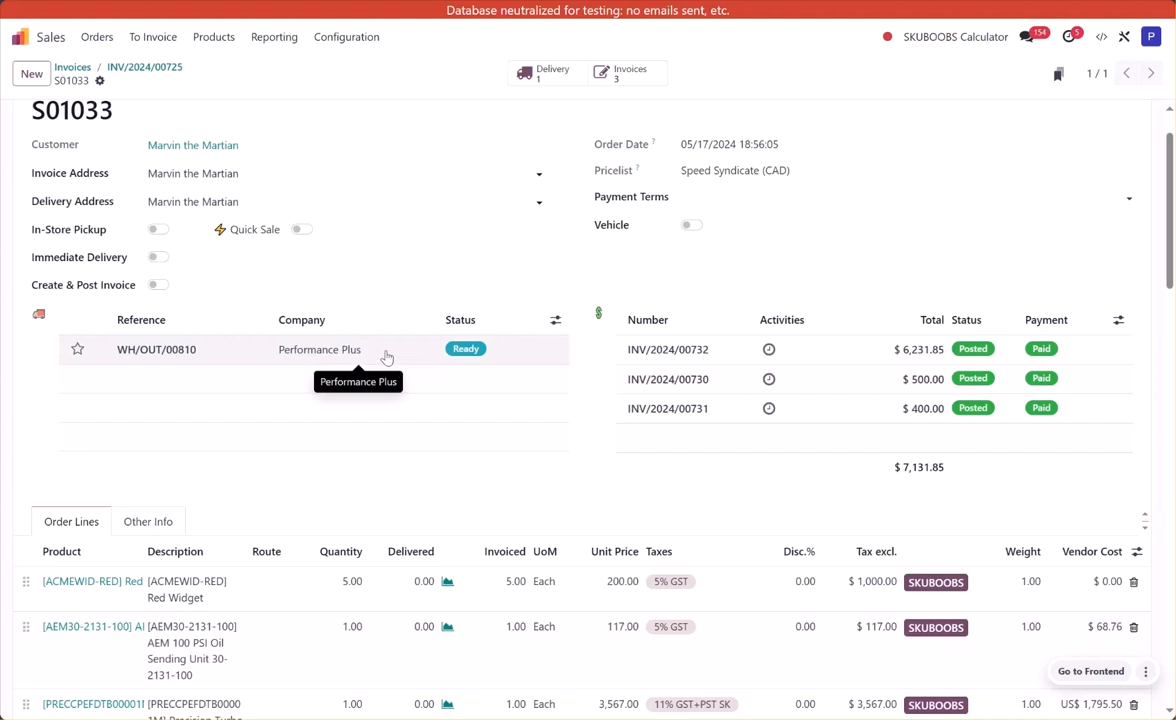 Database neutralized for testing: no emails sent, etc.
Sales Orders To Invoice Products Reporting Configuration SKUBOOBS Calculator 154 5 </> P
New Invoices / INV/2024/00725
S01033
Delivery 1 Invoices 3
1 / 1
S01033
Customer Marvin the Martian
Order Date ? 05/17/2024 18:56:05
Invoice Address Marvin the Martian
Pricelist ? Speed Syndicate (CAD)
Delivery Address Marvin the Martian
Payment Terms
In-Store Pickup Quick Sale
Vehicle
Immediate Delivery
Create & Post Invoice
Reference Company Status
WH/OUT/00810 Performance Plus Ready
Performance Plus
$ Number Activities Total Status Payment
INV/2024/00732 $ 6,231.85 Posted Paid
INV/2024/00730 $ 500.00 Posted Paid
INV/2024/00731 $ 400.00 Posted Paid
$ 7,131.85
Order Lines Other Info
Product Description Route Quantity Delivered Invoiced UoM Unit Price Taxes Disc.% Tax excl. Weight Vendor Cost
[ACMEWID-RED] Red [ACMEWID-RED] 5.00 0.00 5.00 Each 200.00 5% GST 0.00 $ 1,000.00 SKUBOOBS 1.00 $ 0.00
Red Widget
[AEM30-2131-100] AI [AEM30-2131-100] 1.00 0.00 1.00 Each 117.00 5% GST 0.00 $ 117.00 SKUBOOBS 1.00 $ 68.76
AEM 100 PSI Oil
Sending Unit 30-
2131-100
Go to Frontend
[PRECCPEFDTB00001 [PRECCPEFDTB0000 1.00 0.00 1.00 Each 3,567.00 11% GST+PST SK 0.00 $ 3,567.00 SKUBOOBS 1.00 US$ 1,795.50
1M] Precision Turbo